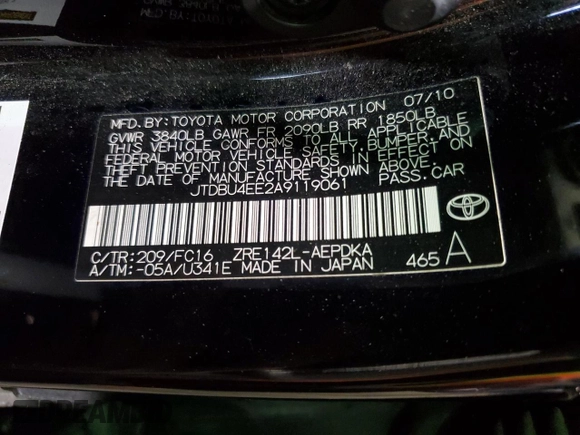 MFD. BY: TOYOTA MOTOR CORPORATION 07/10
GVWR 3840LB GAWR FR 2090LB RR 1850LB
THIS VEHICLE CONFORMS TO ALL APPLICABLE
FEDERAL MOTOR VEHICLE SAFETY, BUMPER, AND
THEFT PREVENTION STANDARDS IN EFFECT ON
THE DATE OF MANUFACTURE SHOWN ABOVE.
JTDBU4EE2A9119061 PASS. CAR
C/TR: 209/FC16 ZRE142L-AEPDKA
A/TM: -05A/U341E MADE IN JAPAN 465 A